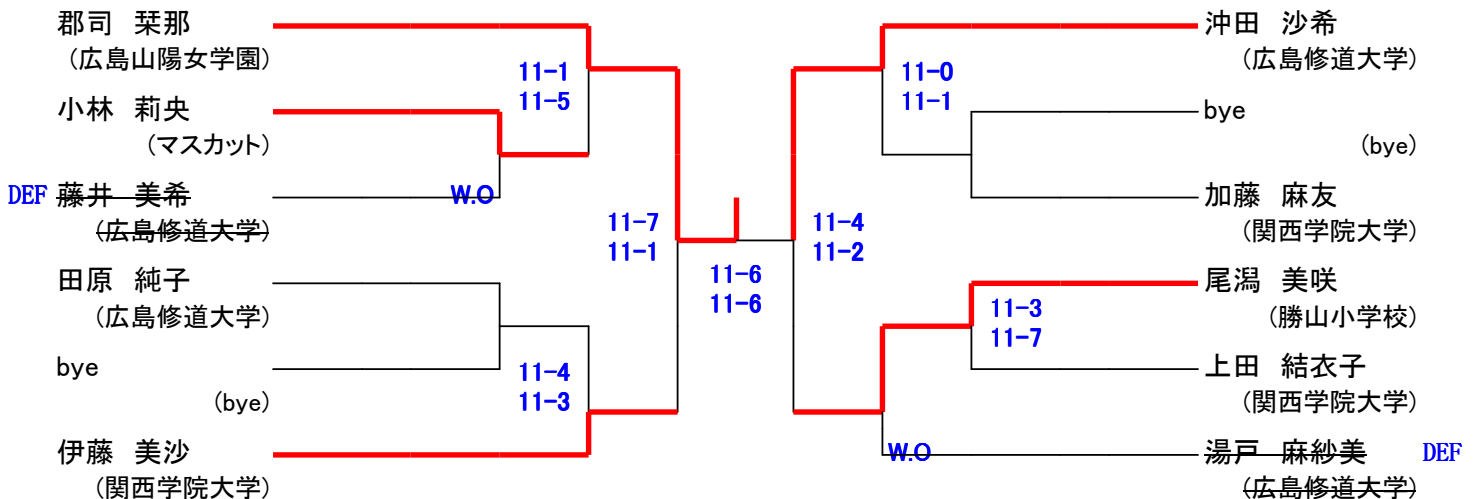 郡司 栞那
(広島山陽女学園)
11-1
11-5
小林 莉央
(マスカット)
DEF 藤井 美希
(広島修道大学)
W.O
11-7
11-1
田原 純子
(広島修道大学)
bye
(bye)
11-4
11-3
伊藤 美沙
(関西学院大学)
11-6
11-6
沖田 沙希
(広島修道大学)
11-0
11-1
bye
(bye)
加藤 麻友
(関西学院大学)
11-4
11-2
尾潟 美咲
(勝山小学校)
11-3
11-7
上田 結衣子
(関西学院大学)
W.O
湯戸 麻紗美 DEF
(広島修道大学)